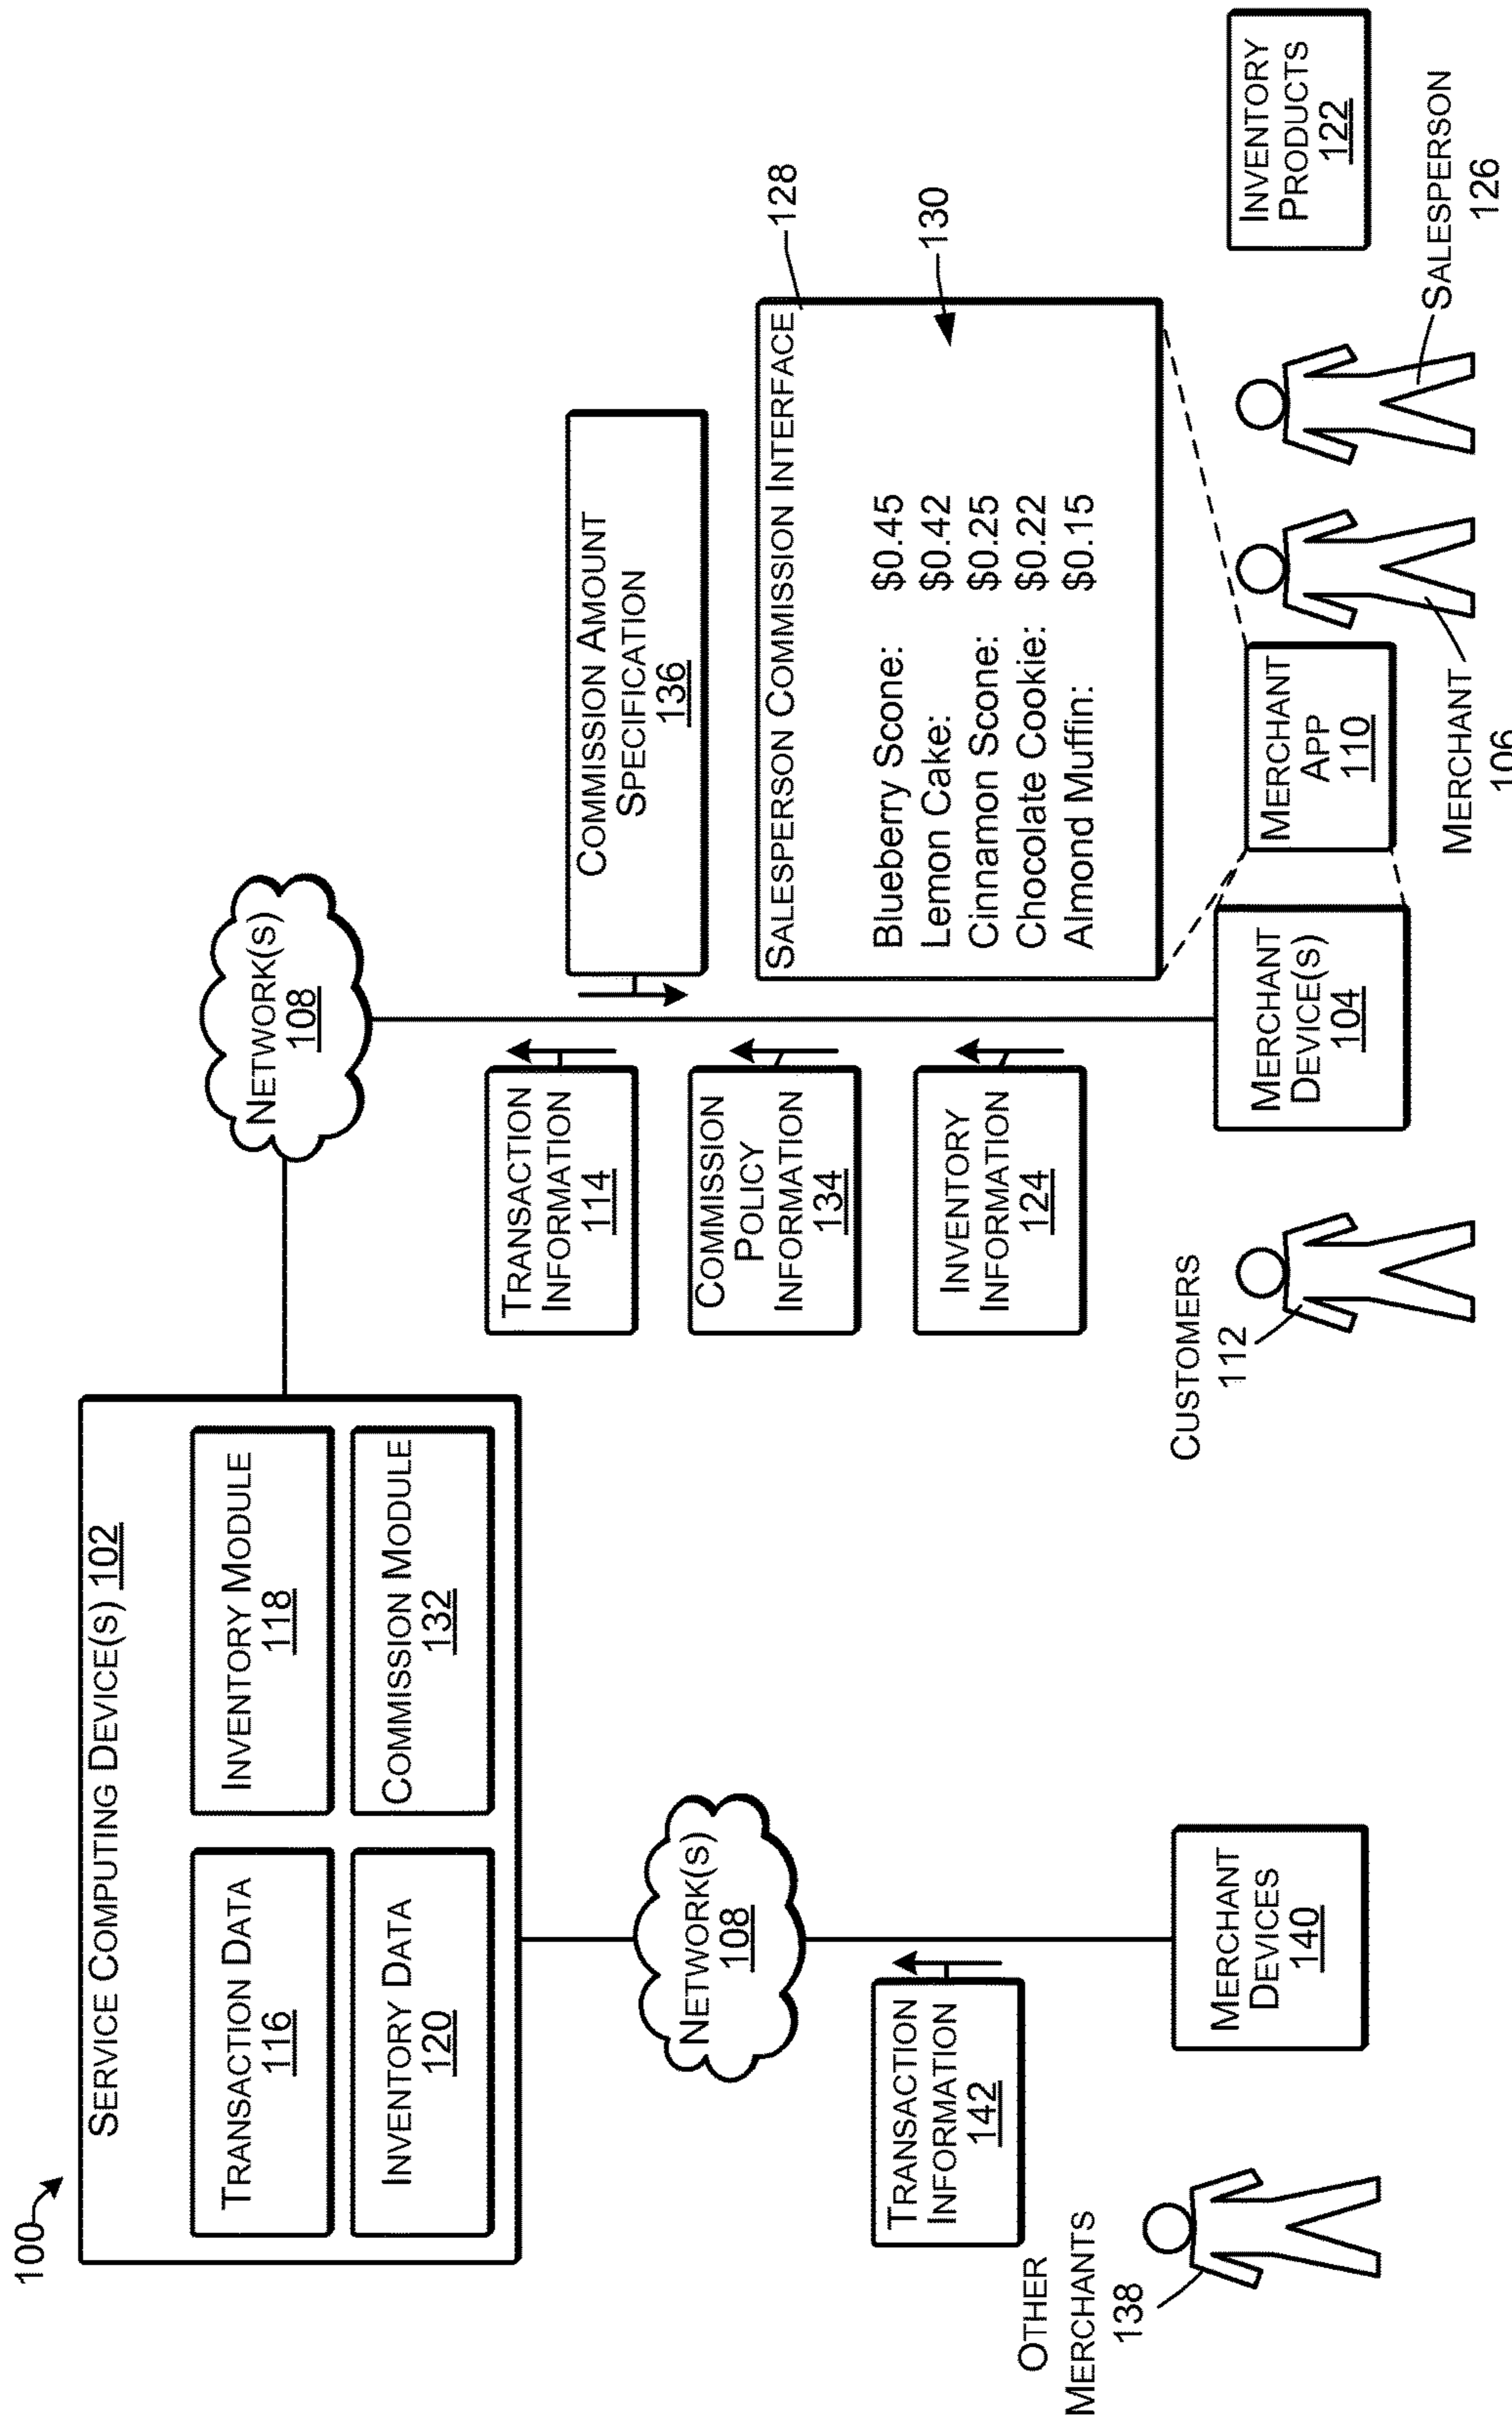 100
SERVICE COMPUTING DEVICE(S) 102
TRANSACTION DATA
116
INVENTORY MODULE
118
INVENTORY DATA
120
COMMISSION MODULE
132
NETWORK(S)
108
NETWORK(S)
108
TRANSACTION
INFORMATION
142
OTHER
MERCHANTS
138
MERCHANT
DEVICES
140
TRANSACTION
INFORMATION
114
COMMISSION
POLICY
INFORMATION
134
INVENTORY
INFORMATION
124
COMMISSION AMOUNT
SPECIFICATION
136
SALESPERSON COMMISSION INTERFACE
128
Blueberry Scone: $0.45
Lemon Cake: $0.42
Cinnamon Scone: $0.25
Chocolate Cookie: $0.22
Almond Muffin: $0.15
130
CUSTOMERS
112
MERCHANT
DEVICE(S)
104
MERCHANT
APP
110
MERCHANT
106
SALESPERSON
126
INVENTORY
PRODUCTS
122